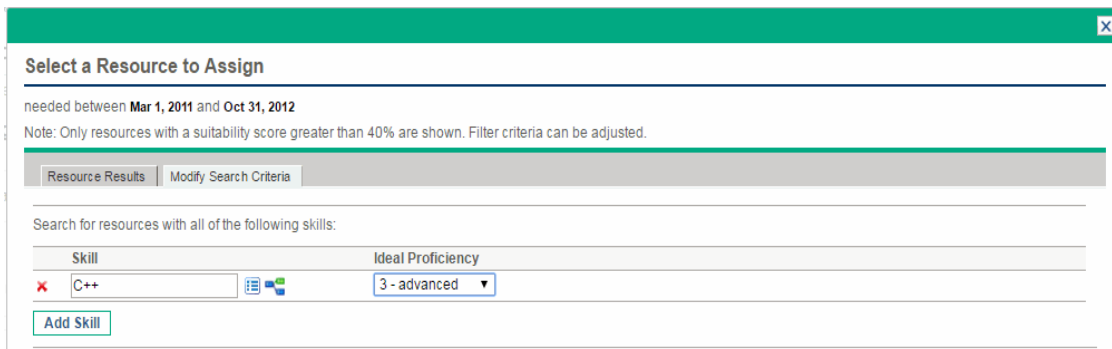 X
Select a Resource to Assign
needed between Mar 1, 2011 and Oct 31, 2012
Note: Only resources with a suitability score greater than 40% are shown. Filter criteria can be adjusted.
Resource Results Modify Search Criteria
Search for resources with all of the following skills:
Skill Ideal Proficiency
C++ 3 - advanced
Add Skill